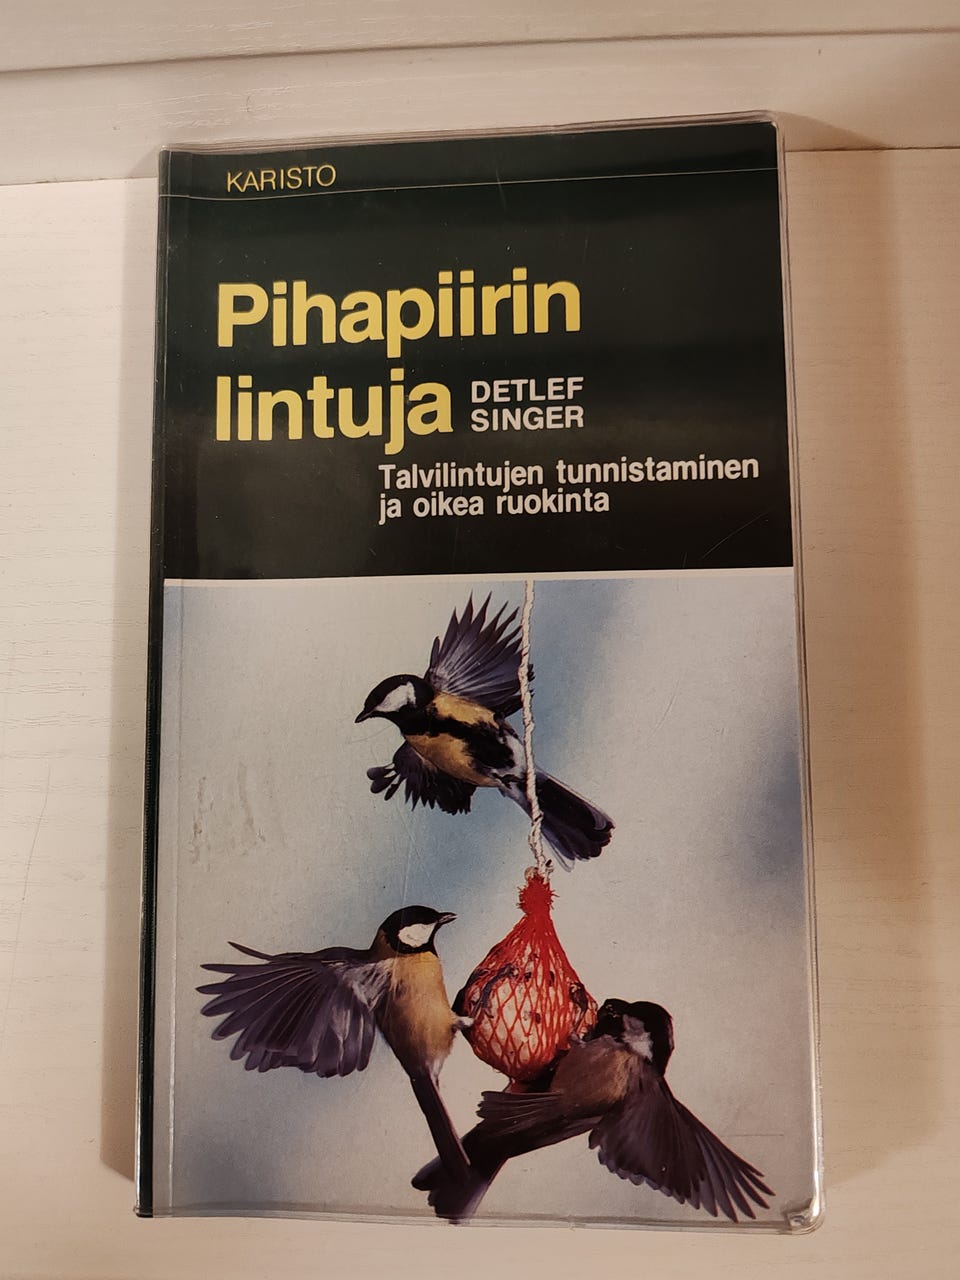 KARISTO
Pihapiirin
lintuja
DETLEF
SINGER
Talvilintujen tunnistaminen
ja oikea ruokinta